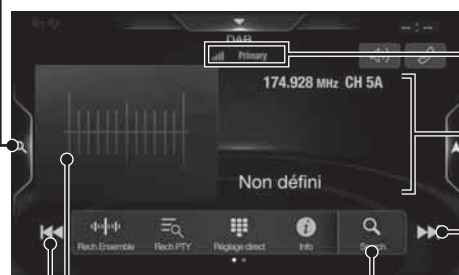 DAB
Primary
174.928 MHz CH 5A
Non défini
Rech Ensemble
Rech PTY
Réglage direct
Info
Search